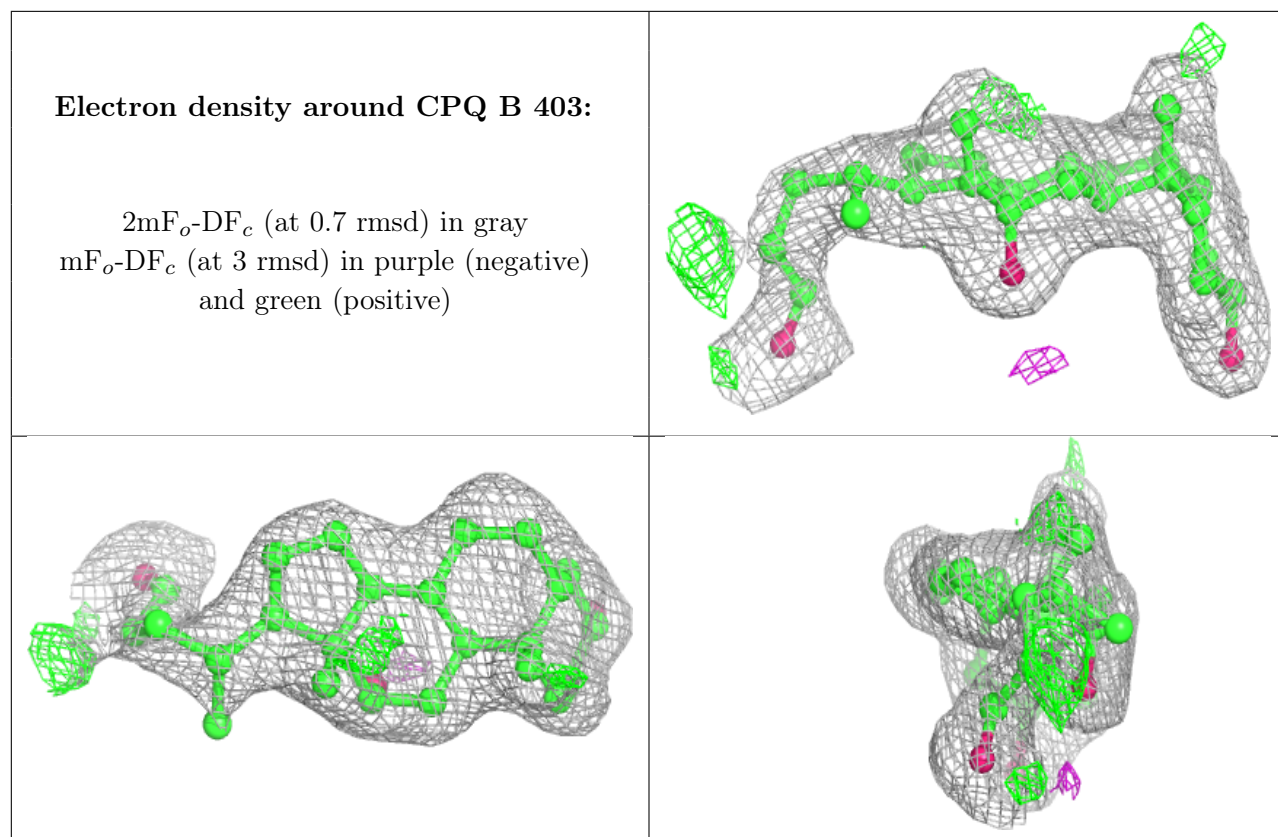 Electron density around CPQ B 403:
2mFo-DFc (at 0.7 rmsd) in gray
mFo-DFc (at 3 rmsd) in purple (negative)
and green (positive)